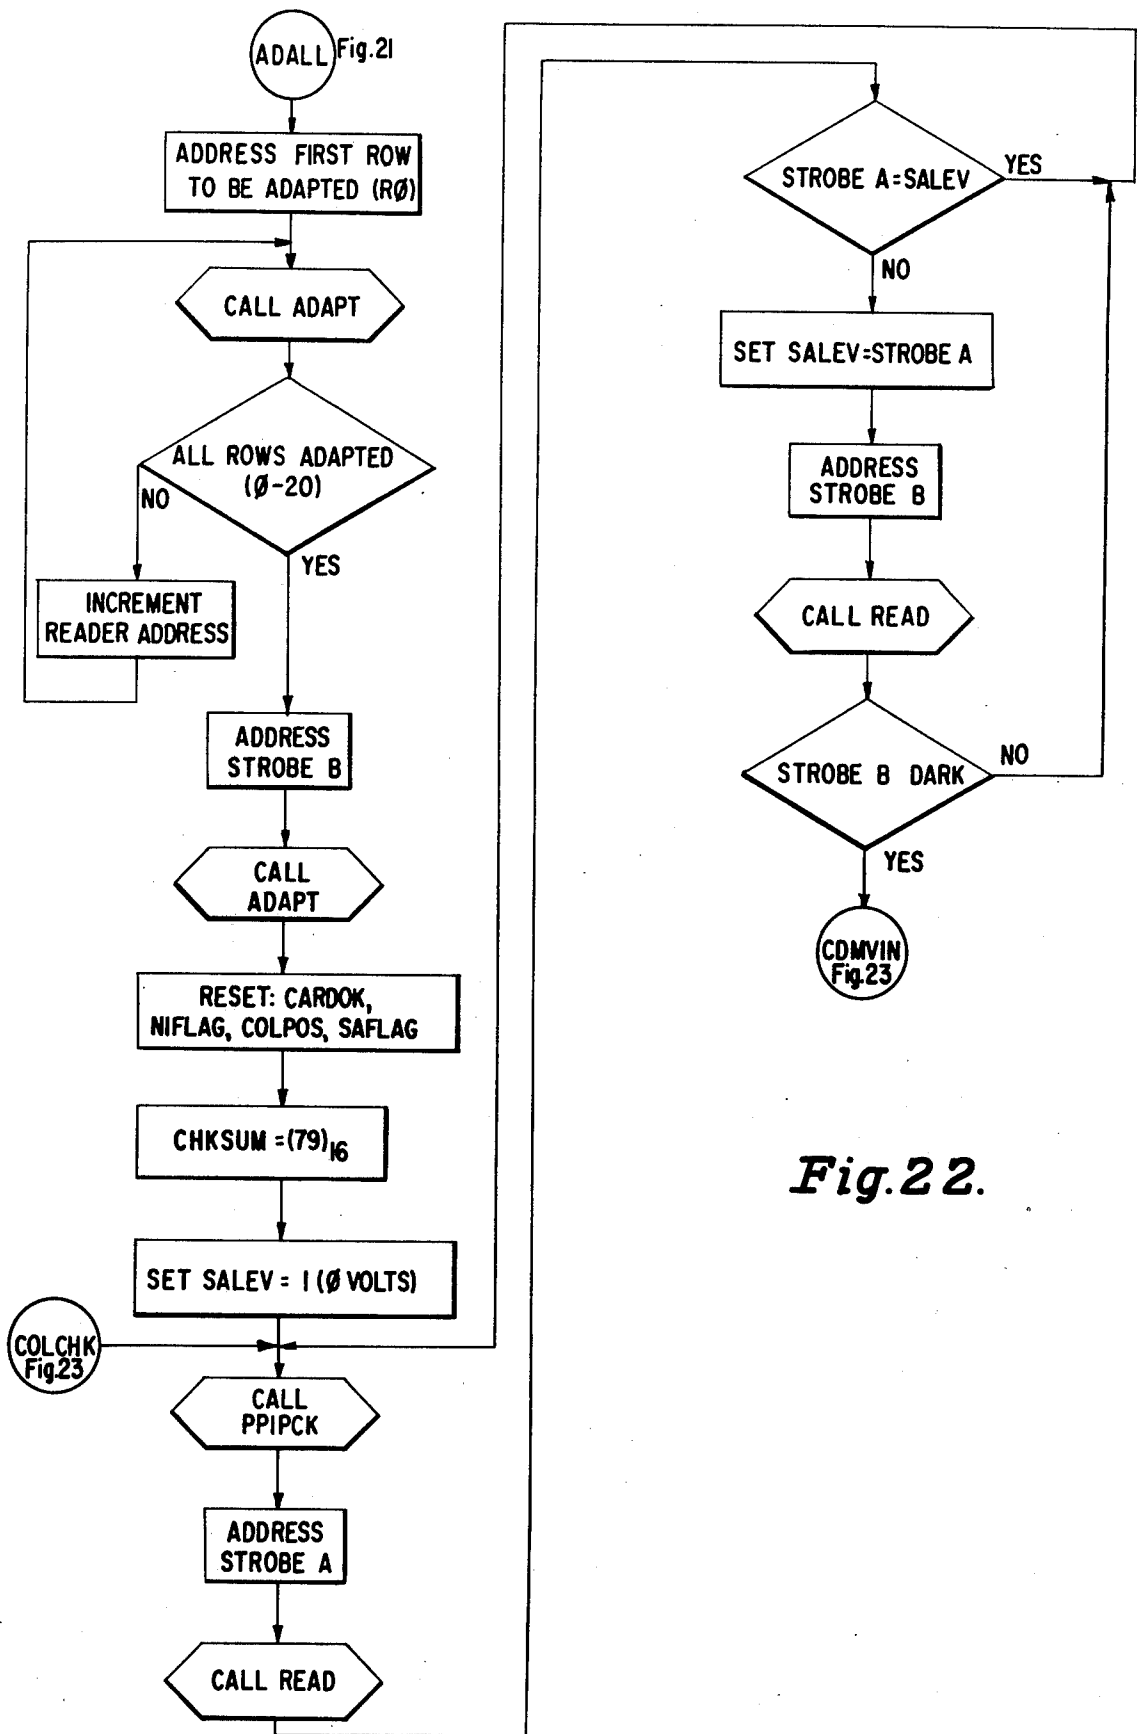 ADALL
Fig.21
ADDRESS FIRST ROW
TO BE ADAPTED (RØ)
CALL ADAPT
ALL ROWS ADAPTED
(Ø-20)
NO
YES
INCREMENT
READER ADDRESS
ADDRESS
STROBE B
CALL
ADAPT
RESET: CARDOK,
NIFLAG, COLPOS, SAFLAG
CHKSUM = (79)16
SET SALEV = 1 (Ø VOLTS)
COLCHK
Fig.23
CALL
PPIPCK
ADDRESS
STROBE A
CALL READ
STROBE A=SALEV
YES
NO
SET SALEV=STROBE A
ADDRESS
STROBE B
CALL READ
STROBE B DARK
NO
YES
CDMVIN
Fig.23
Fig.22.